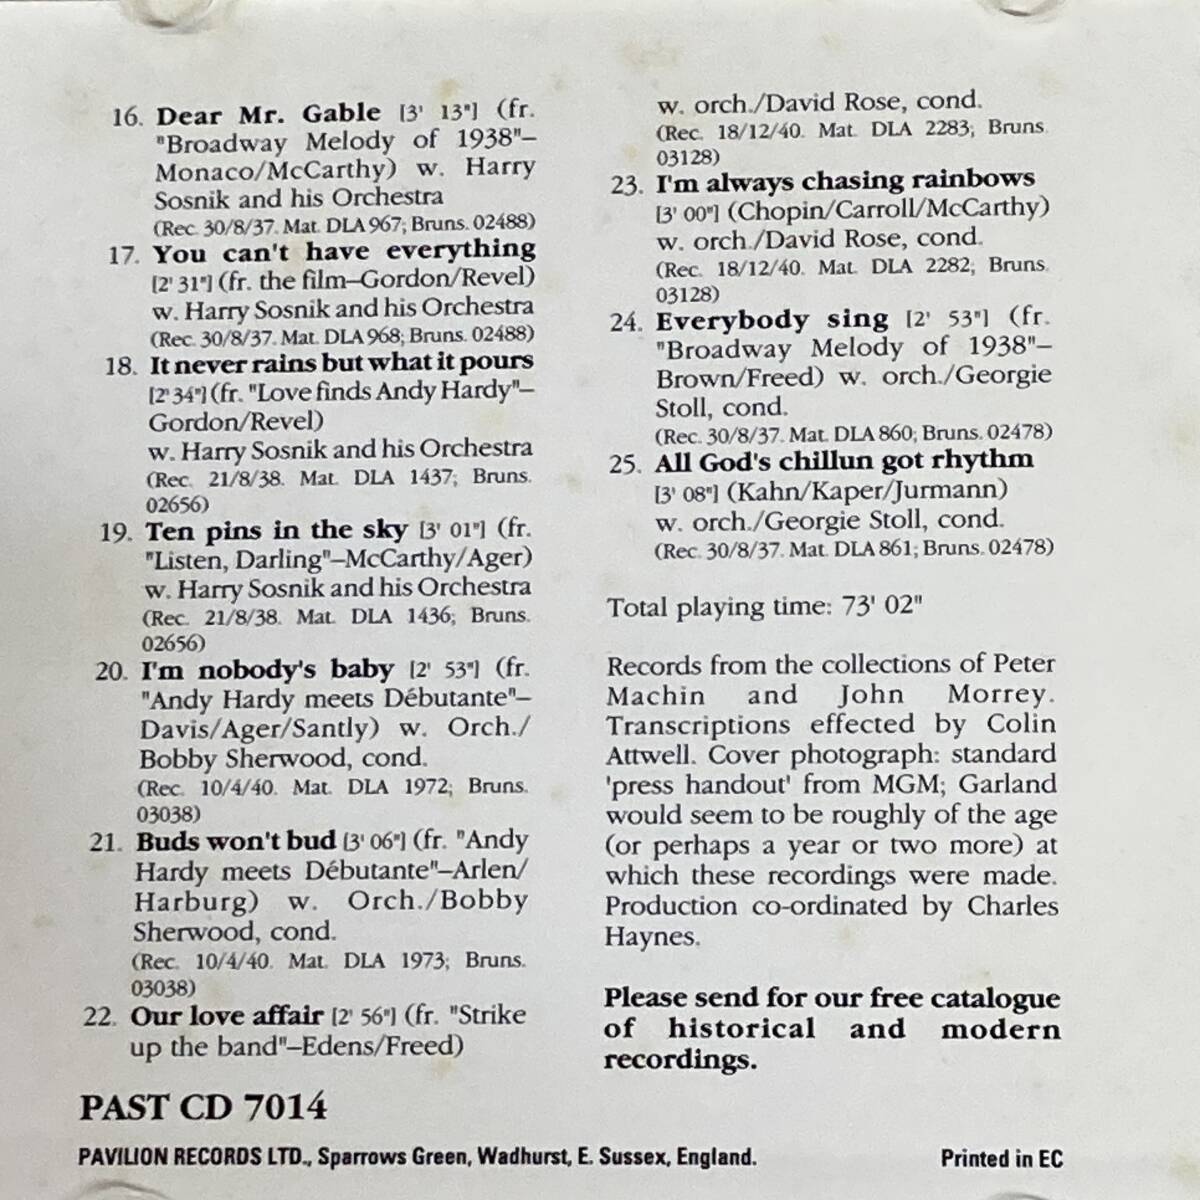 16. Dear Mr. Gable [3' 13"] (fr.
"Broadway Melody of 1938"–
Monaco/McCarthy) w. Harry
Sosnik and his Orchestra
(Rec. 30/8/37. Mat. DLA 967; Bruns. 02488)
17. You can't have everything
[2' 31"] (fr. the film–Gordon/Revel)
w. Harry Sosnik and his Orchestra
(Rec. 30/8/37. Mat. DLA 968; Bruns. 02488)
18. It never rains but what it pours
[2' 34"] (fr. "Love finds Andy Hardy"–
Gordon/Revel)
w. Harry Sosnik and his Orchestra
(Rec. 21/8/38. Mat. DLA 1437; Bruns.
02656)
19. Ten pins in the sky [3' 01"] (fr.
"Listen, Darling"–McCarthy/Ager)
w. Harry Sosnik and his Orchestra
(Rec. 21/8/38. Mat. DLA 1436; Bruns.
02656)
20. I'm nobody's baby [2' 53"] (fr.
"Andy Hardy meets Débutante"–
Davis/Ager/Santly) w. Orch./
Bobby Sherwood, cond.
(Rec. 10/4/40. Mat. DLA 1972; Bruns.
03038)
21. Buds won't bud [3' 06"] (fr. "Andy
Hardy meets Débutante"–Arlen/
Harburg) w. Orch./Bobby
Sherwood, cond.
(Rec. 10/4/40. Mat. DLA 1973; Bruns.
03038)
22. Our love affair [2' 56"] (fr. "Strike
up the band"–Edens/Freed)
w. orch./David Rose, cond.
(Rec. 18/12/40. Mat. DLA 2283; Bruns.
03128)
23. I'm always chasing rainbows
[3' 00"] (Chopin/Carroll/McCarthy)
w. orch./David Rose, cond.
(Rec. 18/12/40. Mat. DLA 2282; Bruns.
03128)
24. Everybody sing [2' 53"] (fr.
"Broadway Melody of 1938"–
Brown/Freed) w. orch./Georgie
Stoll, cond.
(Rec. 30/8/37. Mat. DLA 860; Bruns. 02478)
25. All God's chillun got rhythm
[3' 08"] (Kahn/Kaper/Jurmann)
w. orch./Georgie Stoll, cond.
(Rec. 30/8/37. Mat. DLA 861; Bruns. 02478)
Total playing time: 73' 02"
Records from the collections of Peter
Machin and John Morrey.
Transcriptions effected by Colin
Attwell. Cover photograph: standard
'press handout' from MGM; Garland
would seem to be roughly of the age
(or perhaps a year or two more) at
which these recordings were made.
Production co-ordinated by Charles
Haynes.
Please send for our free catalogue
of historical and modern
recordings.
PAST CD 7014
PAVILION RECORDS LTD., Sparrows Green, Wadhurst, E. Sussex, England.
Printed in EC